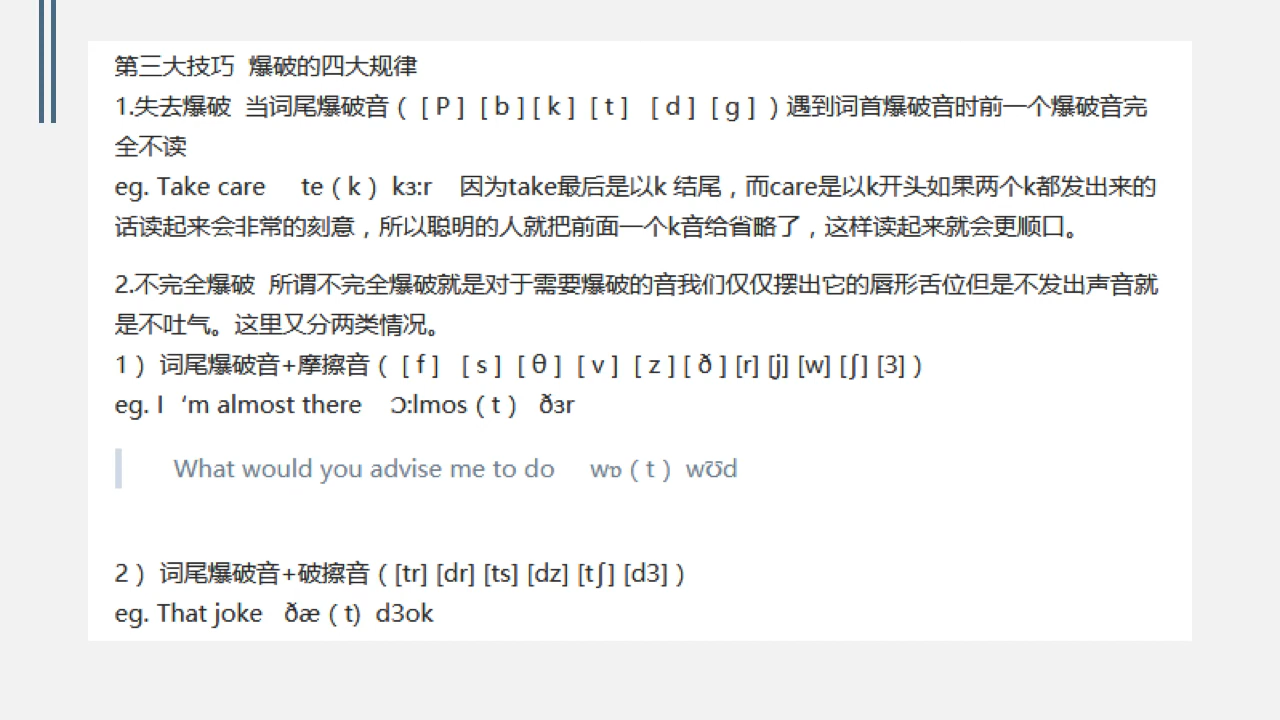 第三大技巧 爆破的四大规律
1.失去爆破 当词尾爆破音（ [ P ] [ b ] [ k ] [ t ] [ d ] [ g ] ）遇到词首爆破音时前一个爆破音完
全不读
eg. Take care te（k） kɜ:r 因为take最后是以k 结尾，而care是以k开头如果两个k都发出来的
话读起来会非常的刻意，所以聪明的人就把前面一个k音给省略了，这样读起来就会更顺口。
2.不完全爆破 所谓不完全爆破就是对于需要爆破的音我们仅仅摆出它的唇形舌位但是不发出声音就
是不吐气。这里又分两类情况。
1） 词尾爆破音+摩擦音（ [ f ] [ s ] [ θ ] [ v ] [ z ] [ ð ] [r] [j] [w] [ʃ] [3] ）
eg. I ‘m almost there Ɔ:lmos（t） ðɜr
What would you advise me to do wɒ（t） wƱd
2） 词尾爆破音+破擦音（[tr] [dr] [ts] [dz] [tʃ] [d3]）
eg. That joke ðæ（t) d3ok